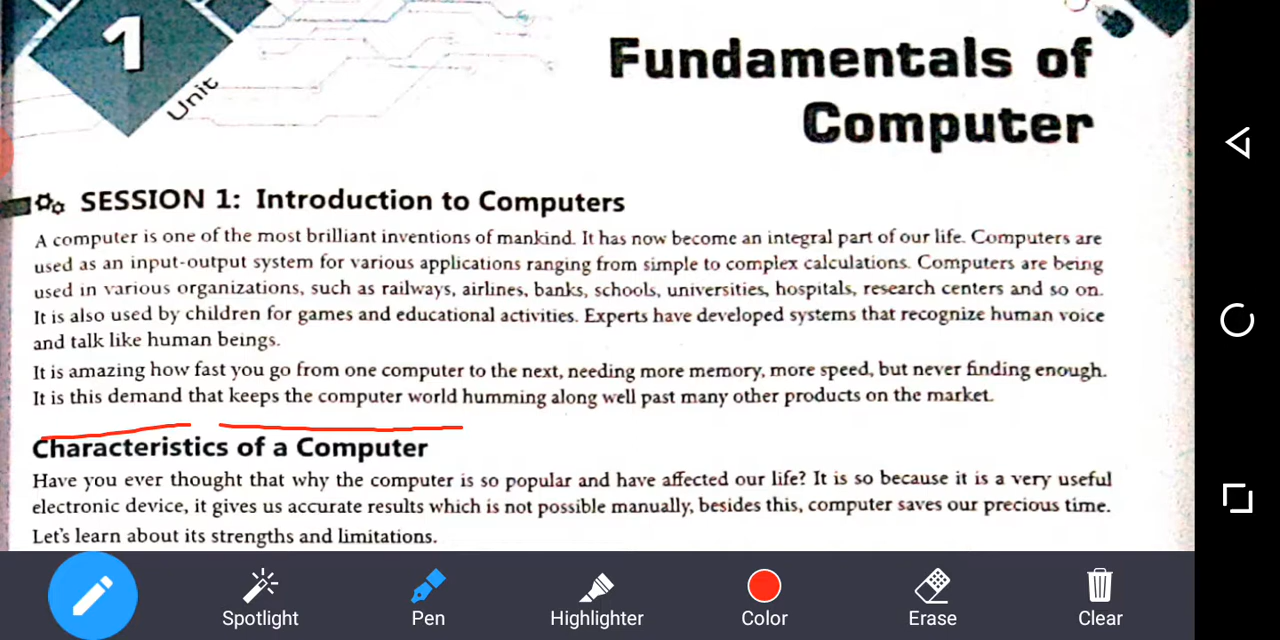 1
Unit
Fundamentals of
Computer
SESSION 1: Introduction to Computers
A computer is one of the most brilliant inventions of mankind. It has now become an integral part of our life. Computers are
used as an input-output system for various applications ranging from simple to complex calculations. Computers are being
used in various organizations, such as railways, airlines, banks, schools, universities, hospitals, research centers and so on.
It is also used by children for games and educational activities. Experts have developed systems that recognize human voice
and talk like human beings.
It is amazing how fast you go from one computer to the next, needing more memory, more speed, but never finding enough.
It is this demand that keeps the computer world humming along well past many other products on the market.
Characteristics of a Computer
Have you ever thought that why the computer is so popular and have affected our life? It is so because it is a very useful
electronic device, it gives us accurate results which is not possible manually, besides this, computer saves our precious time.
Let's learn about its strengths and limitations.
Spotlight Pen Highlighter Color Erase Clear